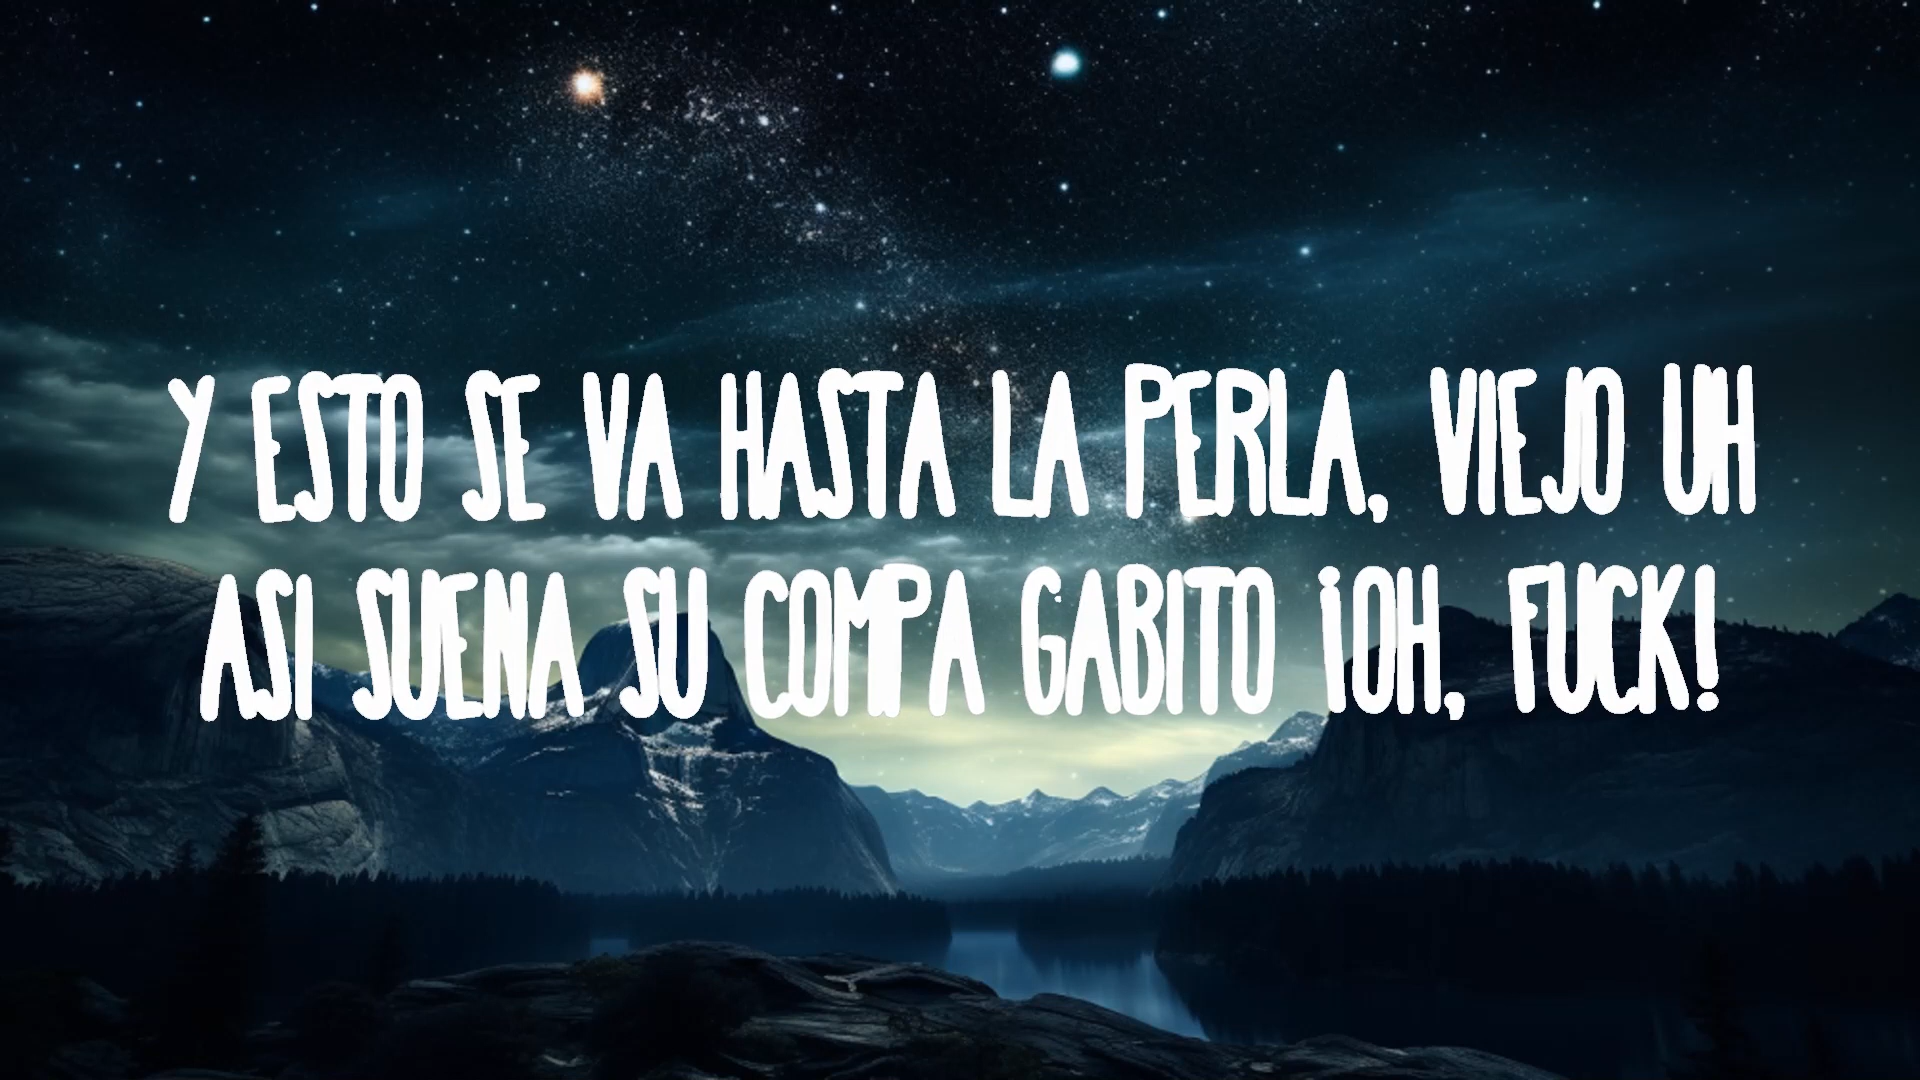 Y ESTO SE VA HASTA LA PERLA, VIEJO UH
ASI SUENA SU COMPA GABITO ¡OH, FUCK!